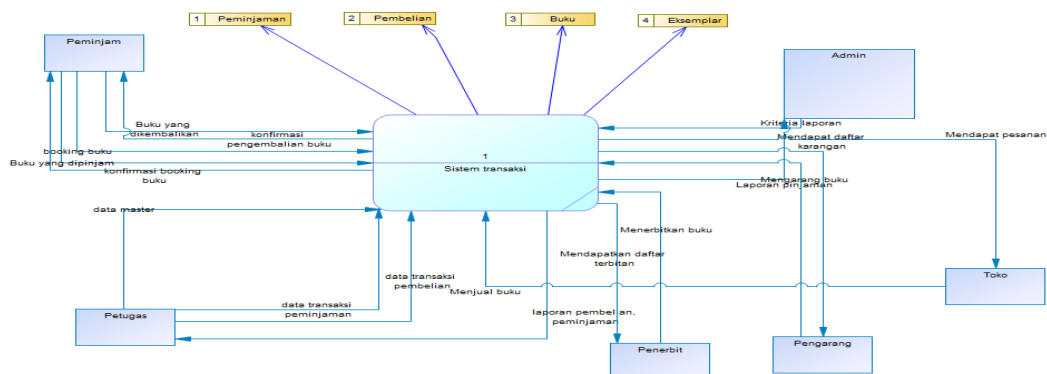 1 Peminjaman
2 Pembelian
3 Buku
4 Eksemplar
Peminjam
Admin
Buku yang
dikembalikan
konfirmasi
pengembalian buku
booking buku
Buku yang dipinjam
konfirmasi booking
buku
1
Sistem transaksi
Kriteria laporan
Mendapat daftar
karangan
Mendapat pesanan
Mengarang buku
Laporan pinjaman
data master
Menerbitkan buku
Mendapatkan daftar
terbitan
data transaksi
pembelian
Menjual buku
Toko
data transaksi
peminjaman
laporan pembelian,
peminjaman
Petugas
Penerbit
Pengarang